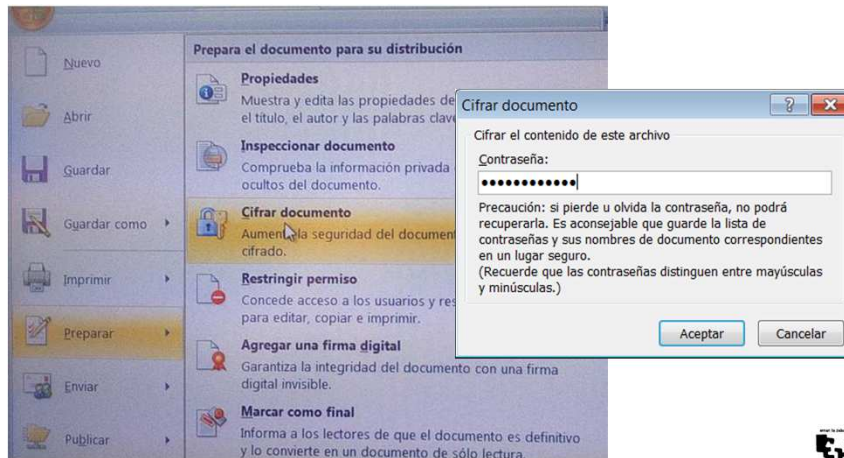 Nuevo
Abrir
Guardar
Guardar como
Imprimir
Preparar
Enviar
Publicar
Prepara el documento para su distribución
Propiedades
Muestra y edita las propiedades de
el título, el autor y las palabras clave
Inspeccionar documento
Comprueba la información privada
ocultos del documento.
Cifrar documento
Aumenta la seguridad del document
cifrado.
Restringir permiso
Concede acceso a los usuarios y res
para editar, copiar e imprimir.
Agregar una firma digital
Garantiza la integridad del documento con una firma
digital invisible.
Marcar como final
Informa a los lectores de que el documento es definitivo
y lo convierte en un documento de sólo lectura.
Cifrar documento
Cifrar el contenido de este archivo
Contraseña:
••••••••••••
Precaución: si pierde u olvida la contraseña, no podrá
recuperarla. Es aconsejable que guarde la lista de
contraseñas y sus nombres de documento correspondientes
en un lugar seguro.
(Recuerde que las contraseñas distinguen entre mayúsculas
y minúsculas.)
Aceptar
Cancelar